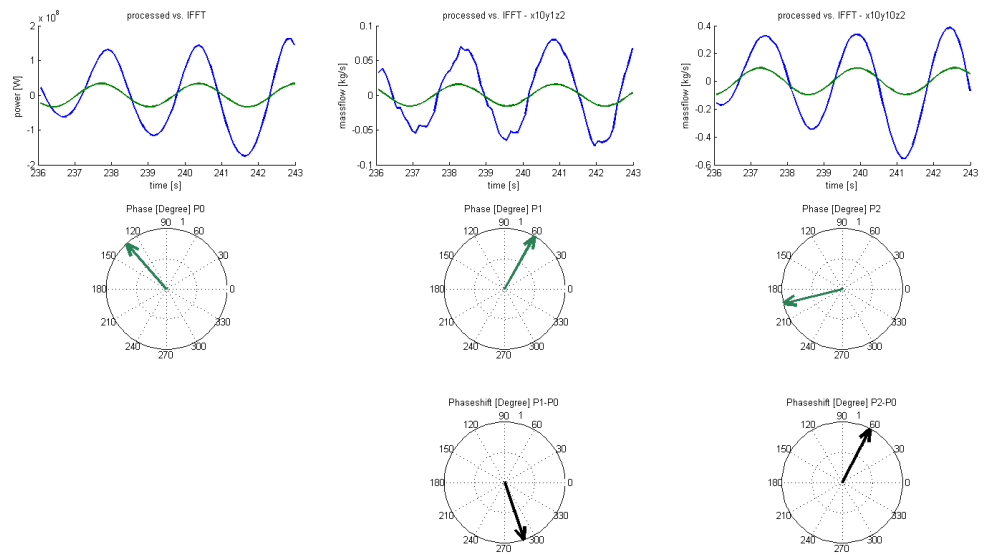 processed vs. IFFT
2 x 10^8
1
0
-1
-2
power [W]
236 237 238 239 240 241 242 243
time [s]
processed vs. IFFT - x10y1z2
0.1
0.05
0
-0.05
-0.1
massflow [kg/s]
236 237 238 239 240 241 242 243
time [s]
processed vs. IFFT - x10y10z2
0.4
0.2
0
-0.2
-0.4
-0.6
massflow [kg/s]
236 237 238 239 240 241 242 243
time [s]
Phase [Degree] P0
90 1
120 60
150 30
180 0
210 330
240 300
270
Phase [Degree] P1
90 1
120 60
150 30
180 0
210 330
240 300
270
Phase [Degree] P2
90 1
120 60
150 30
180 0
210 330
240 300
270
Phaseshift [Degree] P1-P0
90 1
120 60
150 30
180 0
210 330
240 300
270
Phaseshift [Degree] P2-P0
90 1
120 60
150 30
180 0
210 330
240 300
270